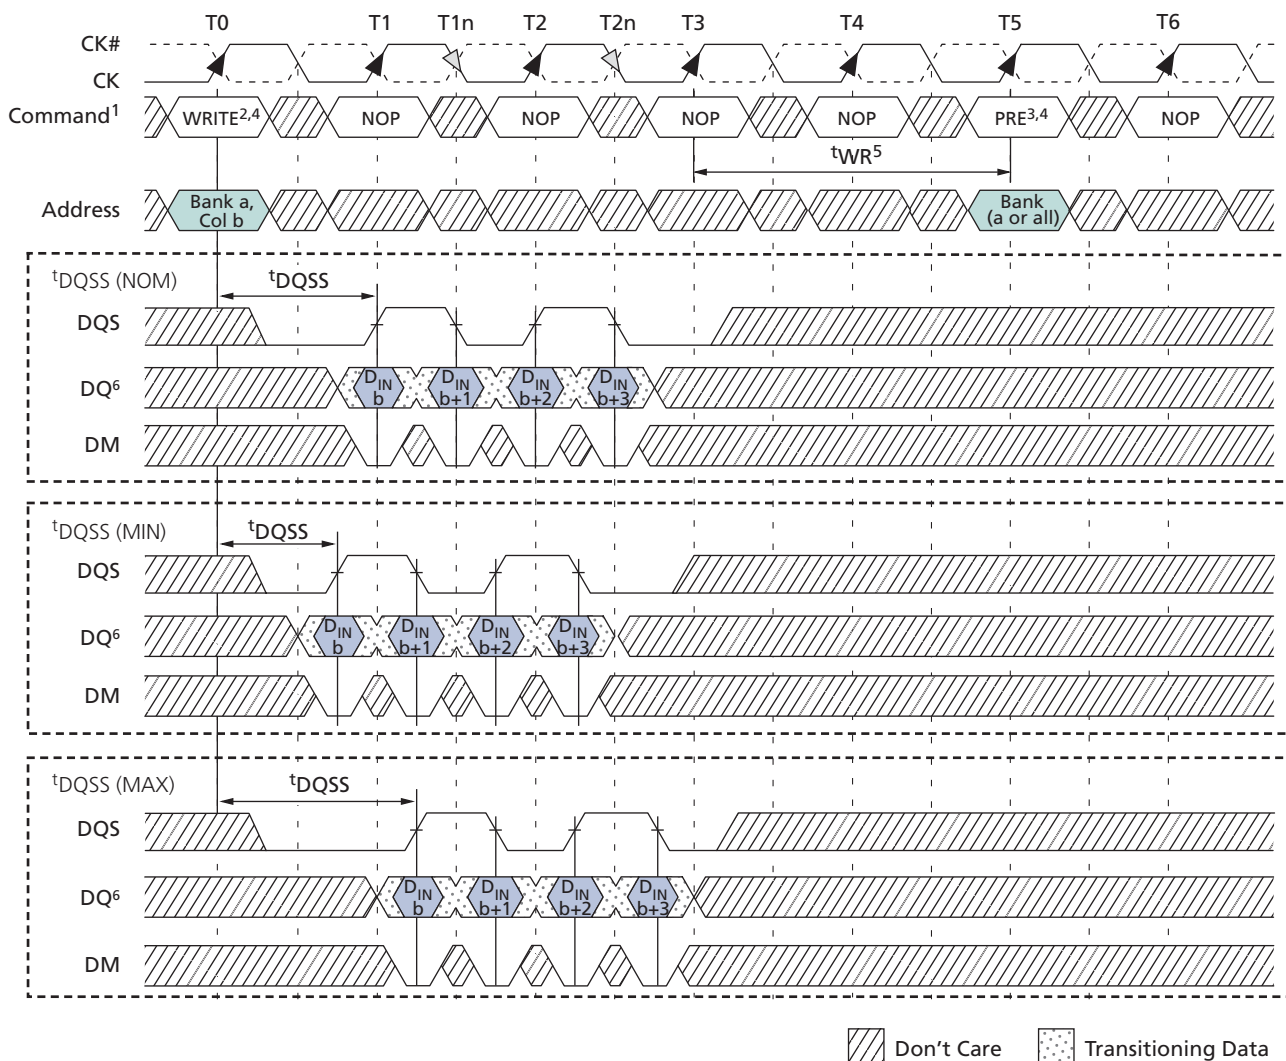 T0 T1 T1n T2 T2n T3 T4 T5 T6
CK#
CK
Command1 WRITE2,4 NOP NOP NOP NOP PRE3,4 NOP
tWR5
Address Bank a, Col b Bank (a or all)
tDQSS (NOM) tDQSS
DQS
DQ6 DIN b DIN b+1 DIN b+2 DIN b+3
DM
tDQSS (MIN) tDQSS
DQS
DQ6 DIN b DIN b+1 DIN b+2 DIN b+3
DM
tDQSS (MAX) tDQSS
DQS
DQ6 DIN b DIN b+1 DIN b+2 DIN b+3
DM
Don't Care Transitioning Data